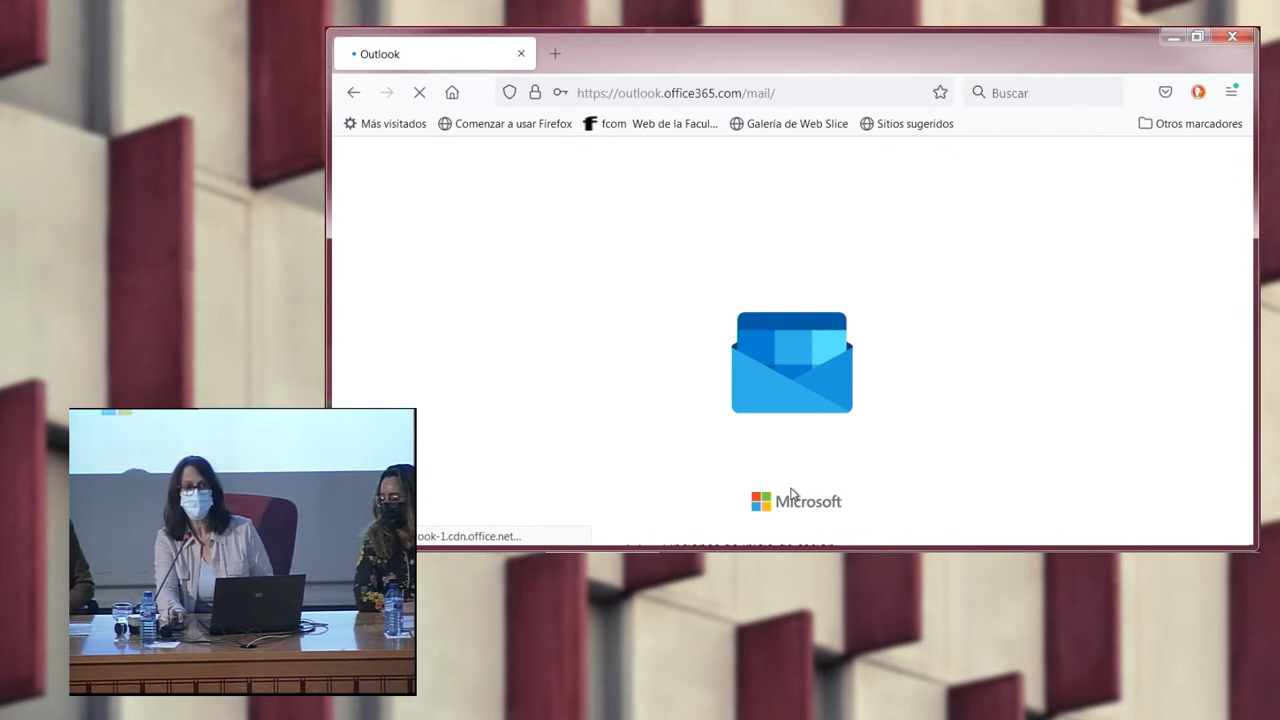 Outlook
https://outlook.office365.com/mail/
Buscar
Más visitados
Comenzar a usar Firefox
fcom Web de la Facul...
Galería de Web Slice
Sitios sugeridos
Otros marcadores
Microsoft
ook-1.cdn.office.net...